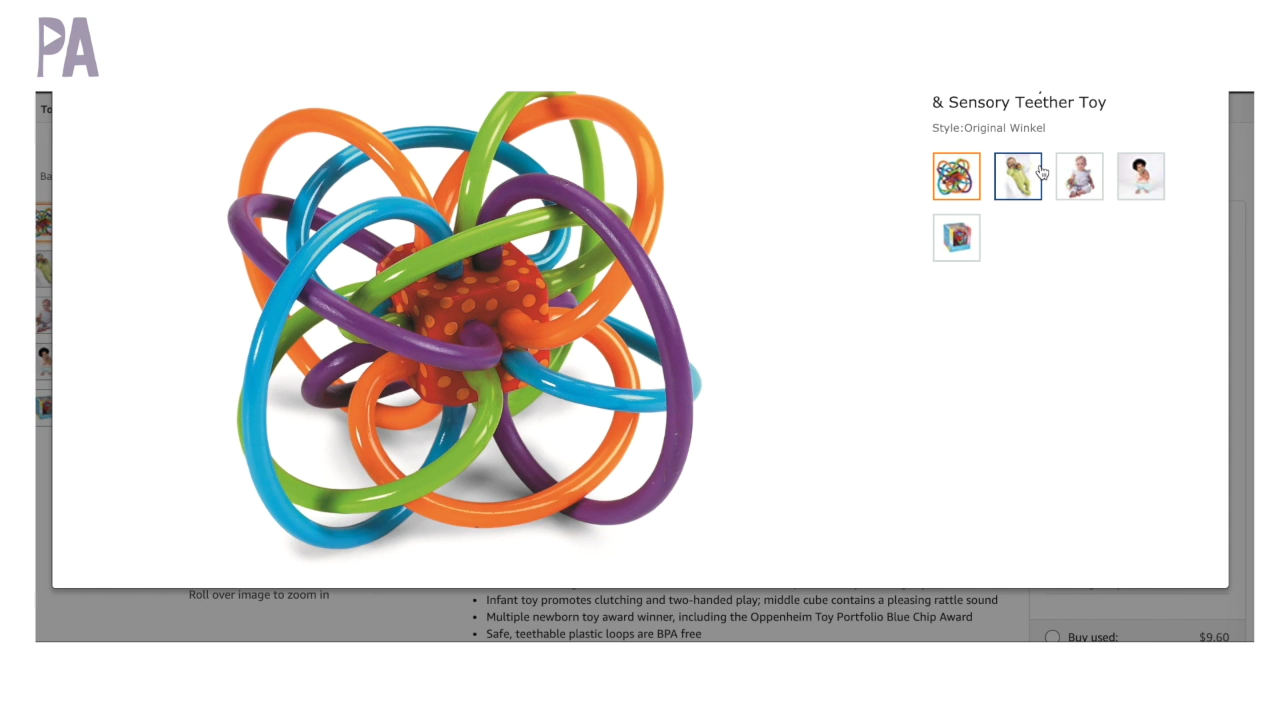 PA
& Sensory Teether Toy
Style:Original Winkel
To
Ba
Roll over image to zoom in
• Infant toy promotes clutching and two-handed play; middle cube contains a pleasing rattle sound
• Multiple newborn toy award winner, including the Oppenheim Toy Portfolio Blue Chip Award
• Safe, teethable plastic loops are BPA free
Buy used: $9.60